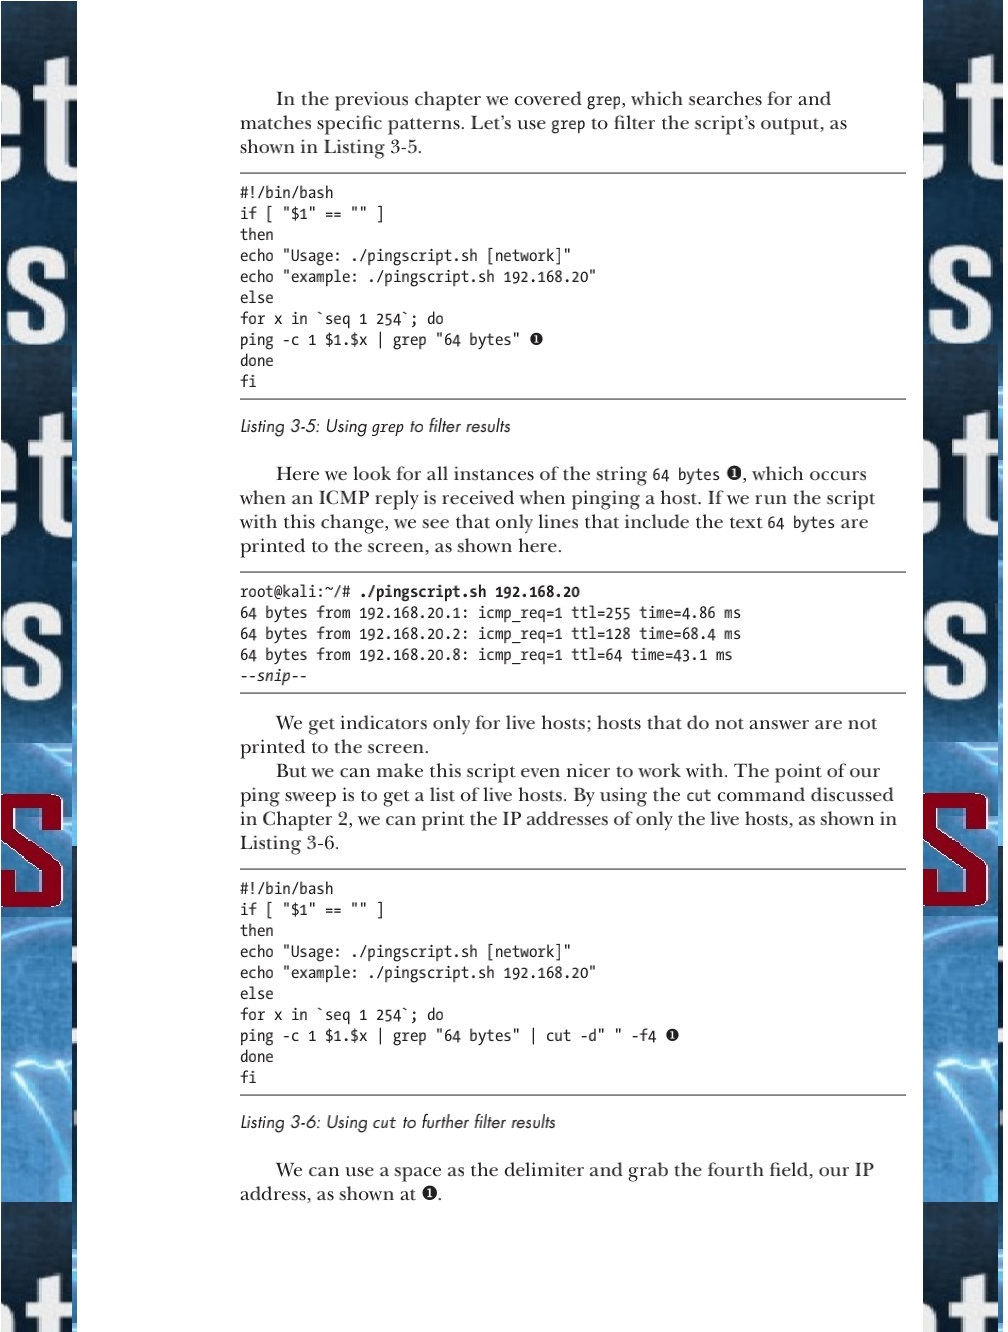 In the previous chapter we covered grep, which searches for and
matches specific patterns. Let's use grep to filter the script's output, as
shown in Listing 3-5.
#!/bin/bash
if [ "$1" == "" ]
then
echo "Usage: ./pingscript.sh [network]"
echo "example: ./pingscript.sh 192.168.20"
else
for x in `seq 1 254`; do
ping -c 1 $1.$x | grep "64 bytes" ❶
done
fi
Listing 3-5: Using grep to filter results
Here we look for all instances of the string 64 bytes ❶, which occurs
when an ICMP reply is received when pinging a host. If we run the script
with this change, we see that only lines that include the text 64 bytes are
printed to the screen, as shown here.
root@kali:~/# ./pingscript.sh 192.168.20
64 bytes from 192.168.20.1: icmp_req=1 ttl=255 time=4.86 ms
64 bytes from 192.168.20.2: icmp_req=1 ttl=128 time=68.4 ms
64 bytes from 192.168.20.8: icmp_req=1 ttl=64 time=43.1 ms
--snip--
We get indicators only for live hosts; hosts that do not answer are not
printed to the screen.
But we can make this script even nicer to work with. The point of our
ping sweep is to get a list of live hosts. By using the cut command discussed
in Chapter 2, we can print the IP addresses of only the live hosts, as shown in
Listing 3-6.
#!/bin/bash
if [ "$1" == "" ]
then
echo "Usage: ./pingscript.sh [network]"
echo "example: ./pingscript.sh 192.168.20"
else
for x in `seq 1 254`; do
ping -c 1 $1.$x | grep "64 bytes" | cut -d" " -f4 ❶
done
fi
Listing 3-6: Using cut to further filter results
We can use a space as the delimiter and grab the fourth field, our IP
address, as shown at ❶.